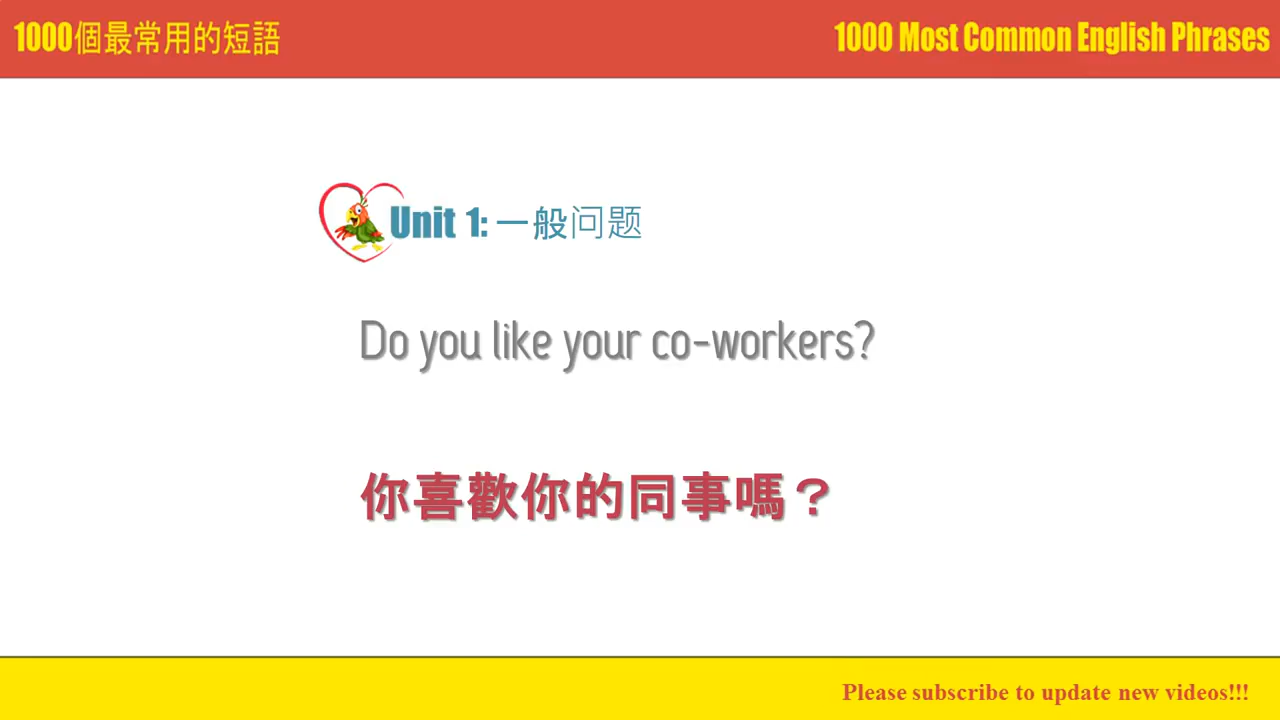 1000個最常用的短語
1000 Most Common English Phrases
Unit 1: 一般问题
Do you like your co-workers?
你喜歡你的同事嗎？
Please subscribe to update new videos!!!